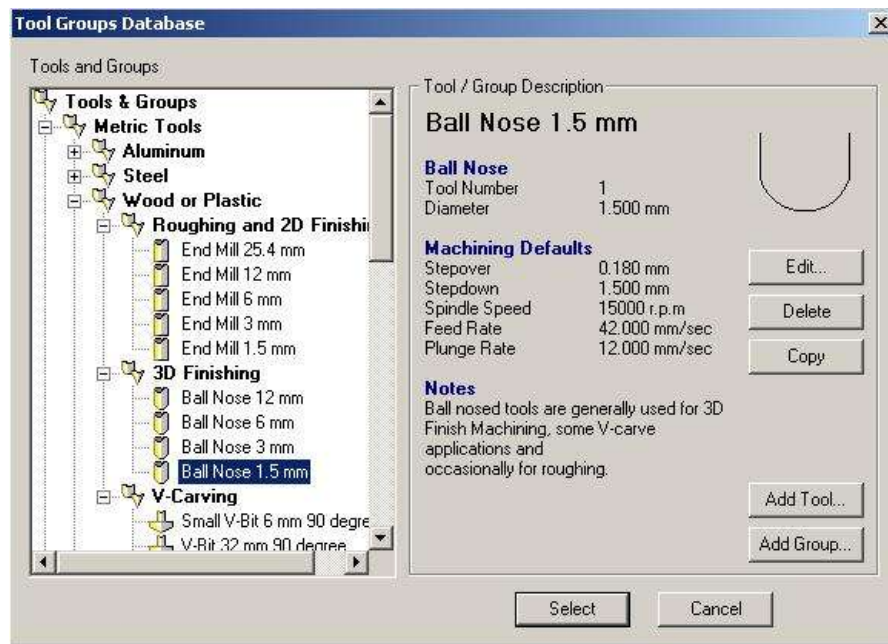 Tool Groups Database
Tools and Groups
Tools & Groups
Metric Tools
Aluminum
Steel
Wood or Plastic
Roughing and 2D Finishi
End Mill 25.4 mm
End Mill 12 mm
End Mill 6 mm
End Mill 3 mm
End Mill 1.5 mm
3D Finishing
Ball Nose 12 mm
Ball Nose 6 mm
Ball Nose 3 mm
Ball Nose 1.5 mm
V-Carving
Small V-Bit 6 mm 90 degre
V-Bit 32 mm 90 degree
Tool / Group Description
Ball Nose 1.5 mm
Ball Nose
Tool Number 1
Diameter 1.500 mm
Machining Defaults
Stepover 0.180 mm
Stepdown 1.500 mm
Spindle Speed 15000 r.p.m
Feed Rate 42.000 mm/sec
Plunge Rate 12.000 mm/sec
Notes
Ball nosed tools are generally used for 3D
Finish Machining, some V-carve
applications and
occasionally for roughing.
Edit...
Delete
Copy
Add Tool...
Add Group...
Select
Cancel